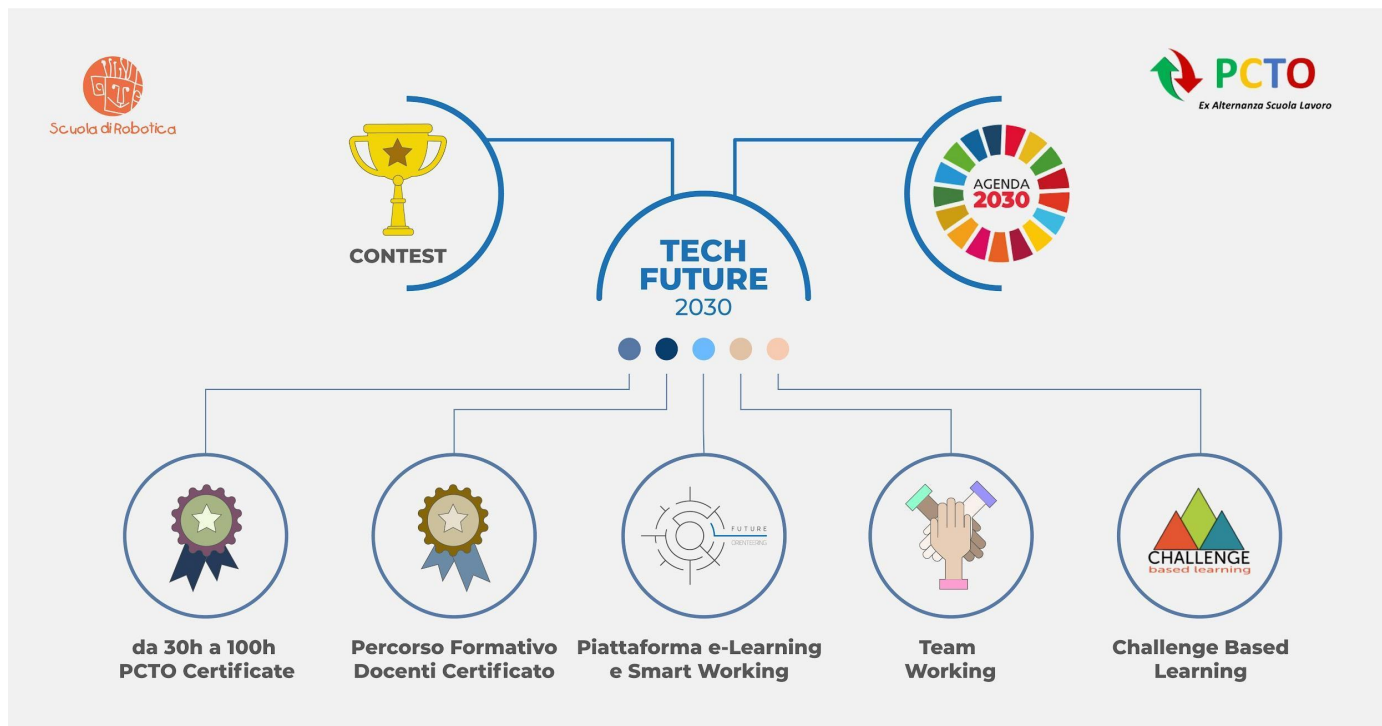 Scuola di Robotica
PCTO
Ex Alternanza Scuola Lavoro
CONTEST
AGENDA
2030
TECH
FUTURE
2030
FUTURE
ORIENTEERING
CHALLENGE
based learning
da 30h a 100h
PCTO Certificate
Percorso Formativo
Docenti Certificato
Piattaforma e-Learning
e Smart Working
Team
Working
Challenge Based
Learning